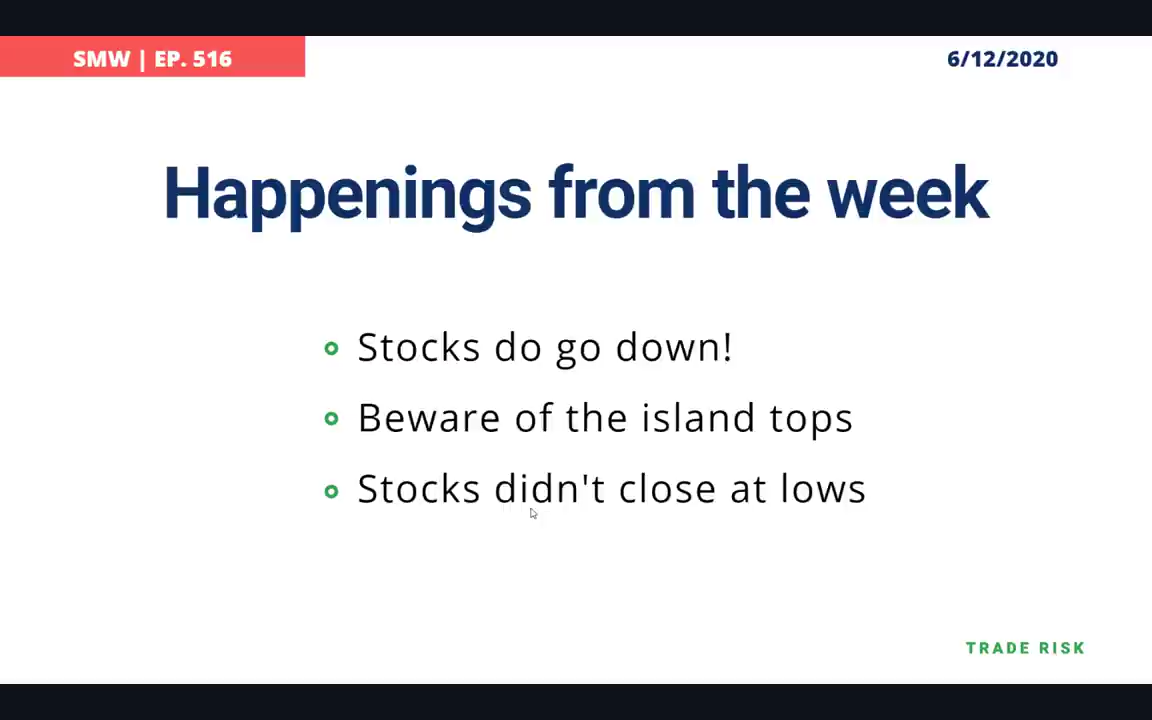 SMW | EP. 516
6/12/2020
Happenings from the week
Stocks do go down!
Beware of the island tops
Stocks didn't close at lows
TRADE RISK